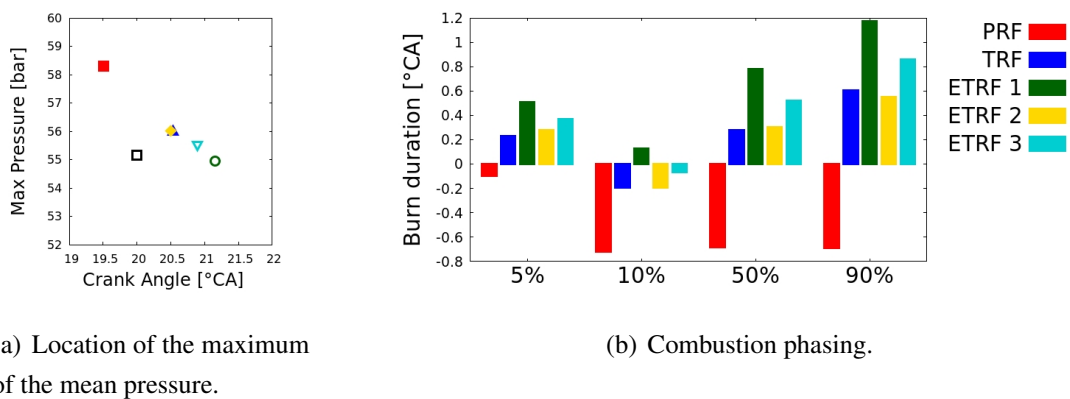 60
59
58
57
56
55
54
53
52
Max Pressure [bar]
19 19.5 20 20.5 21 21.5 22
Crank Angle [°CA]
1.2
1
0.8
0.6
0.4
0.2
0
-0.2
-0.4
-0.6
-0.8
Burn duration [°CA]
5% 10% 50% 90%
PRF
TRF
ETRF 1
ETRF 2
ETRF 3
a) Location of the maximum
of the mean pressure.
(b) Combustion phasing.